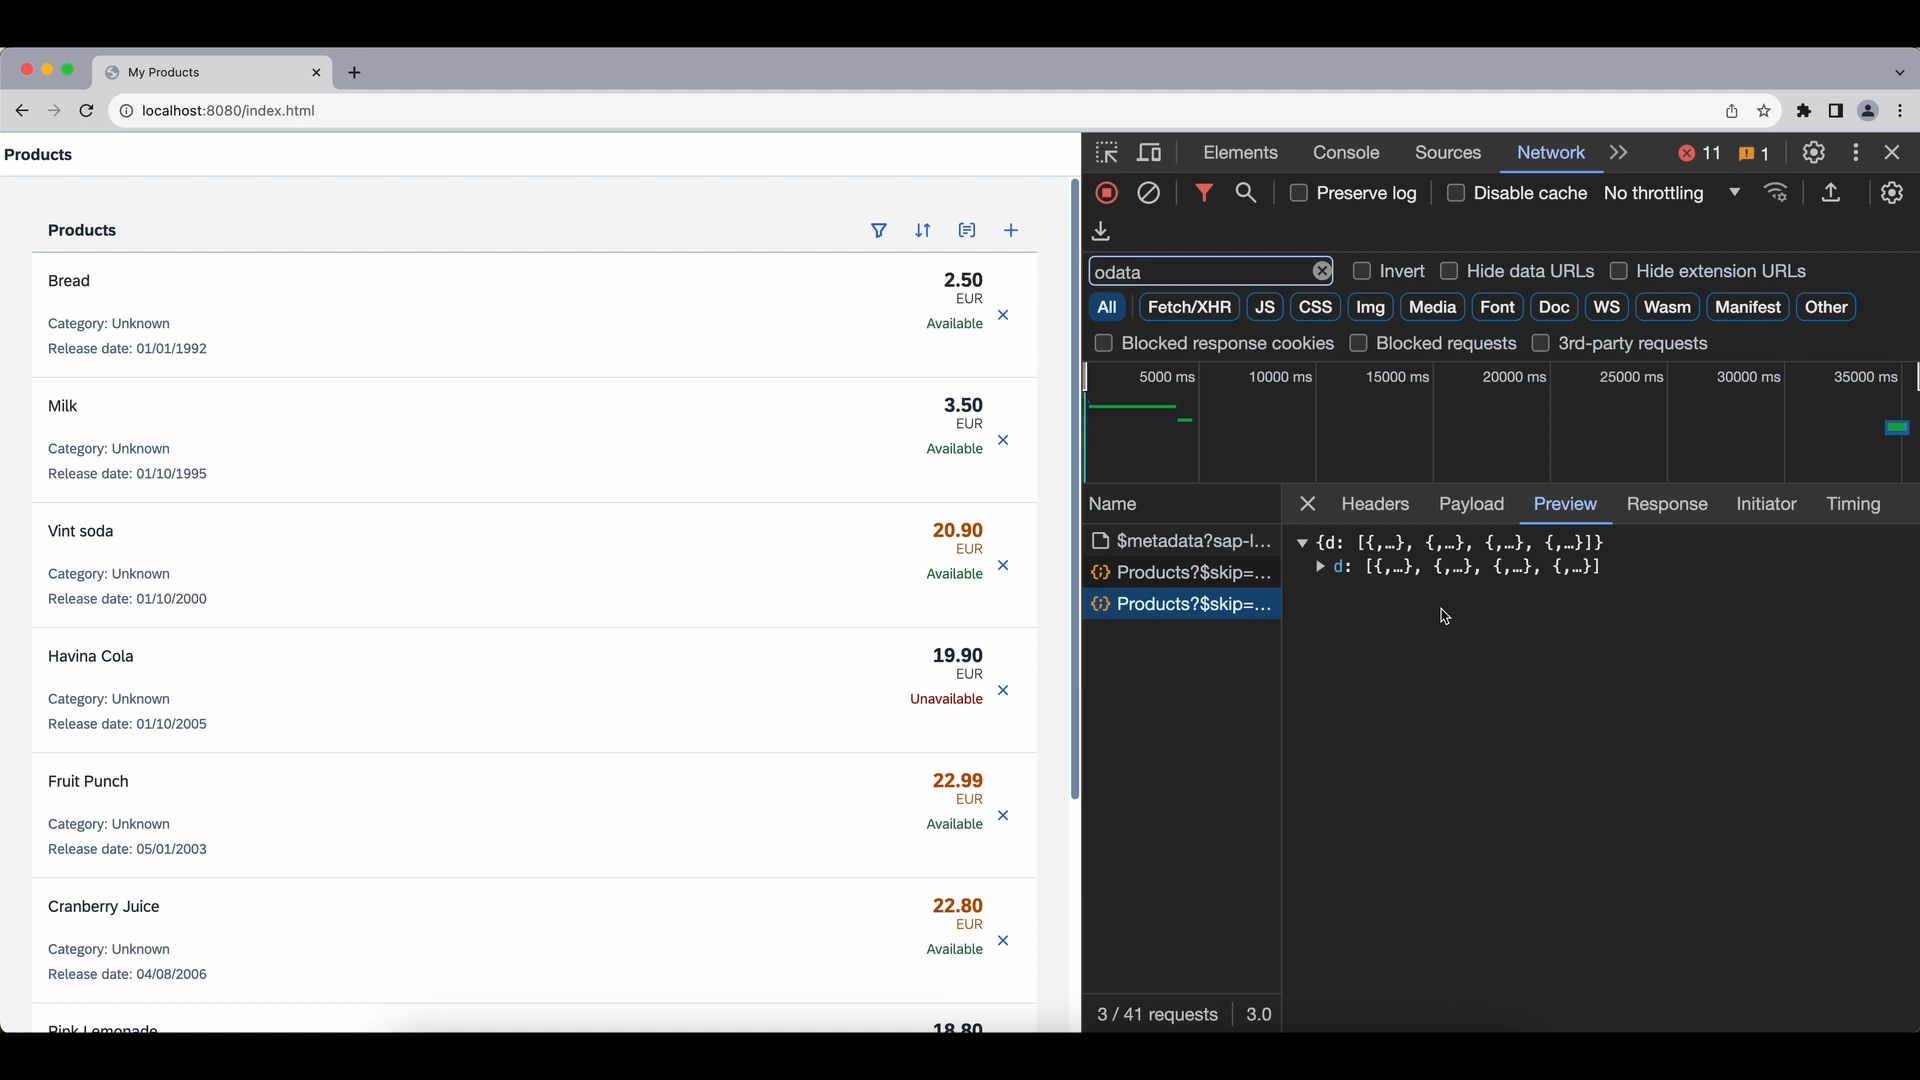 My Products
localhost:8080/index.html
Products
Products
Bread
2.50
EUR
Category: Unknown
Available
Release date: 01/01/1992
Milk
3.50
EUR
Category: Unknown
Available
Release date: 01/10/1995
Vint soda
20.90
EUR
Category: Unknown
Available
Release date: 01/10/2000
Havina Cola
19.90
EUR
Category: Unknown
Unavailable
Release date: 01/10/2005
Fruit Punch
22.99
EUR
Category: Unknown
Available
Release date: 05/01/2003
Cranberry Juice
22.80
EUR
Category: Unknown
Available
Release date: 04/08/2006
Pink Lemonade
18.80
Elements Console Sources Network 11 1
Preserve log Disable cache No throttling
odata Invert Hide data URLs Hide extension URLs
All Fetch/XHR JS CSS Img Media Font Doc WS Wasm Manifest Other
Blocked response cookies Blocked requests 3rd-party requests
5000 ms 10000 ms 15000 ms 20000 ms 25000 ms 30000 ms 35000 ms
Name
Headers Payload Preview Response Initiator Timing
$metadata?sap-l...
Products?$skip=...
Products?$skip=...
{d: [{,…}, {,…}, {,…}, {,…}]}
d: [{,…}, {,…}, {,…}, {,…}]
3 / 41 requests 3.0